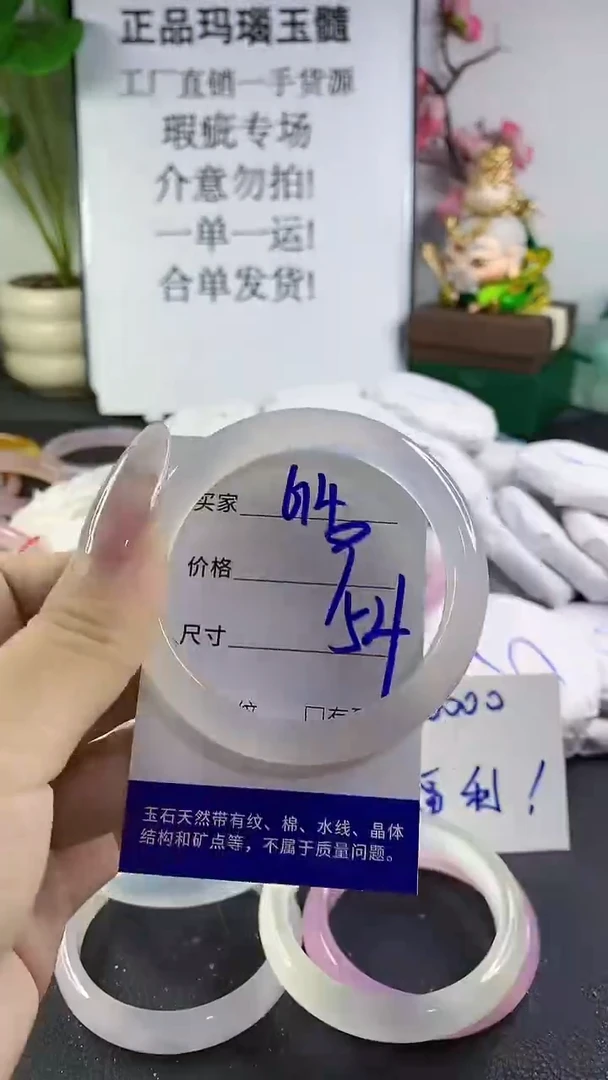 正品玛瑙玉髓
工厂直销一手货源
瑕疵专场
介意勿拍!
一单一运!
合单发货!
买家
价格
尺寸 54
玉石天然带有纹、棉、水线、晶体
结构和矿点等，不属于质量问题。
福利!